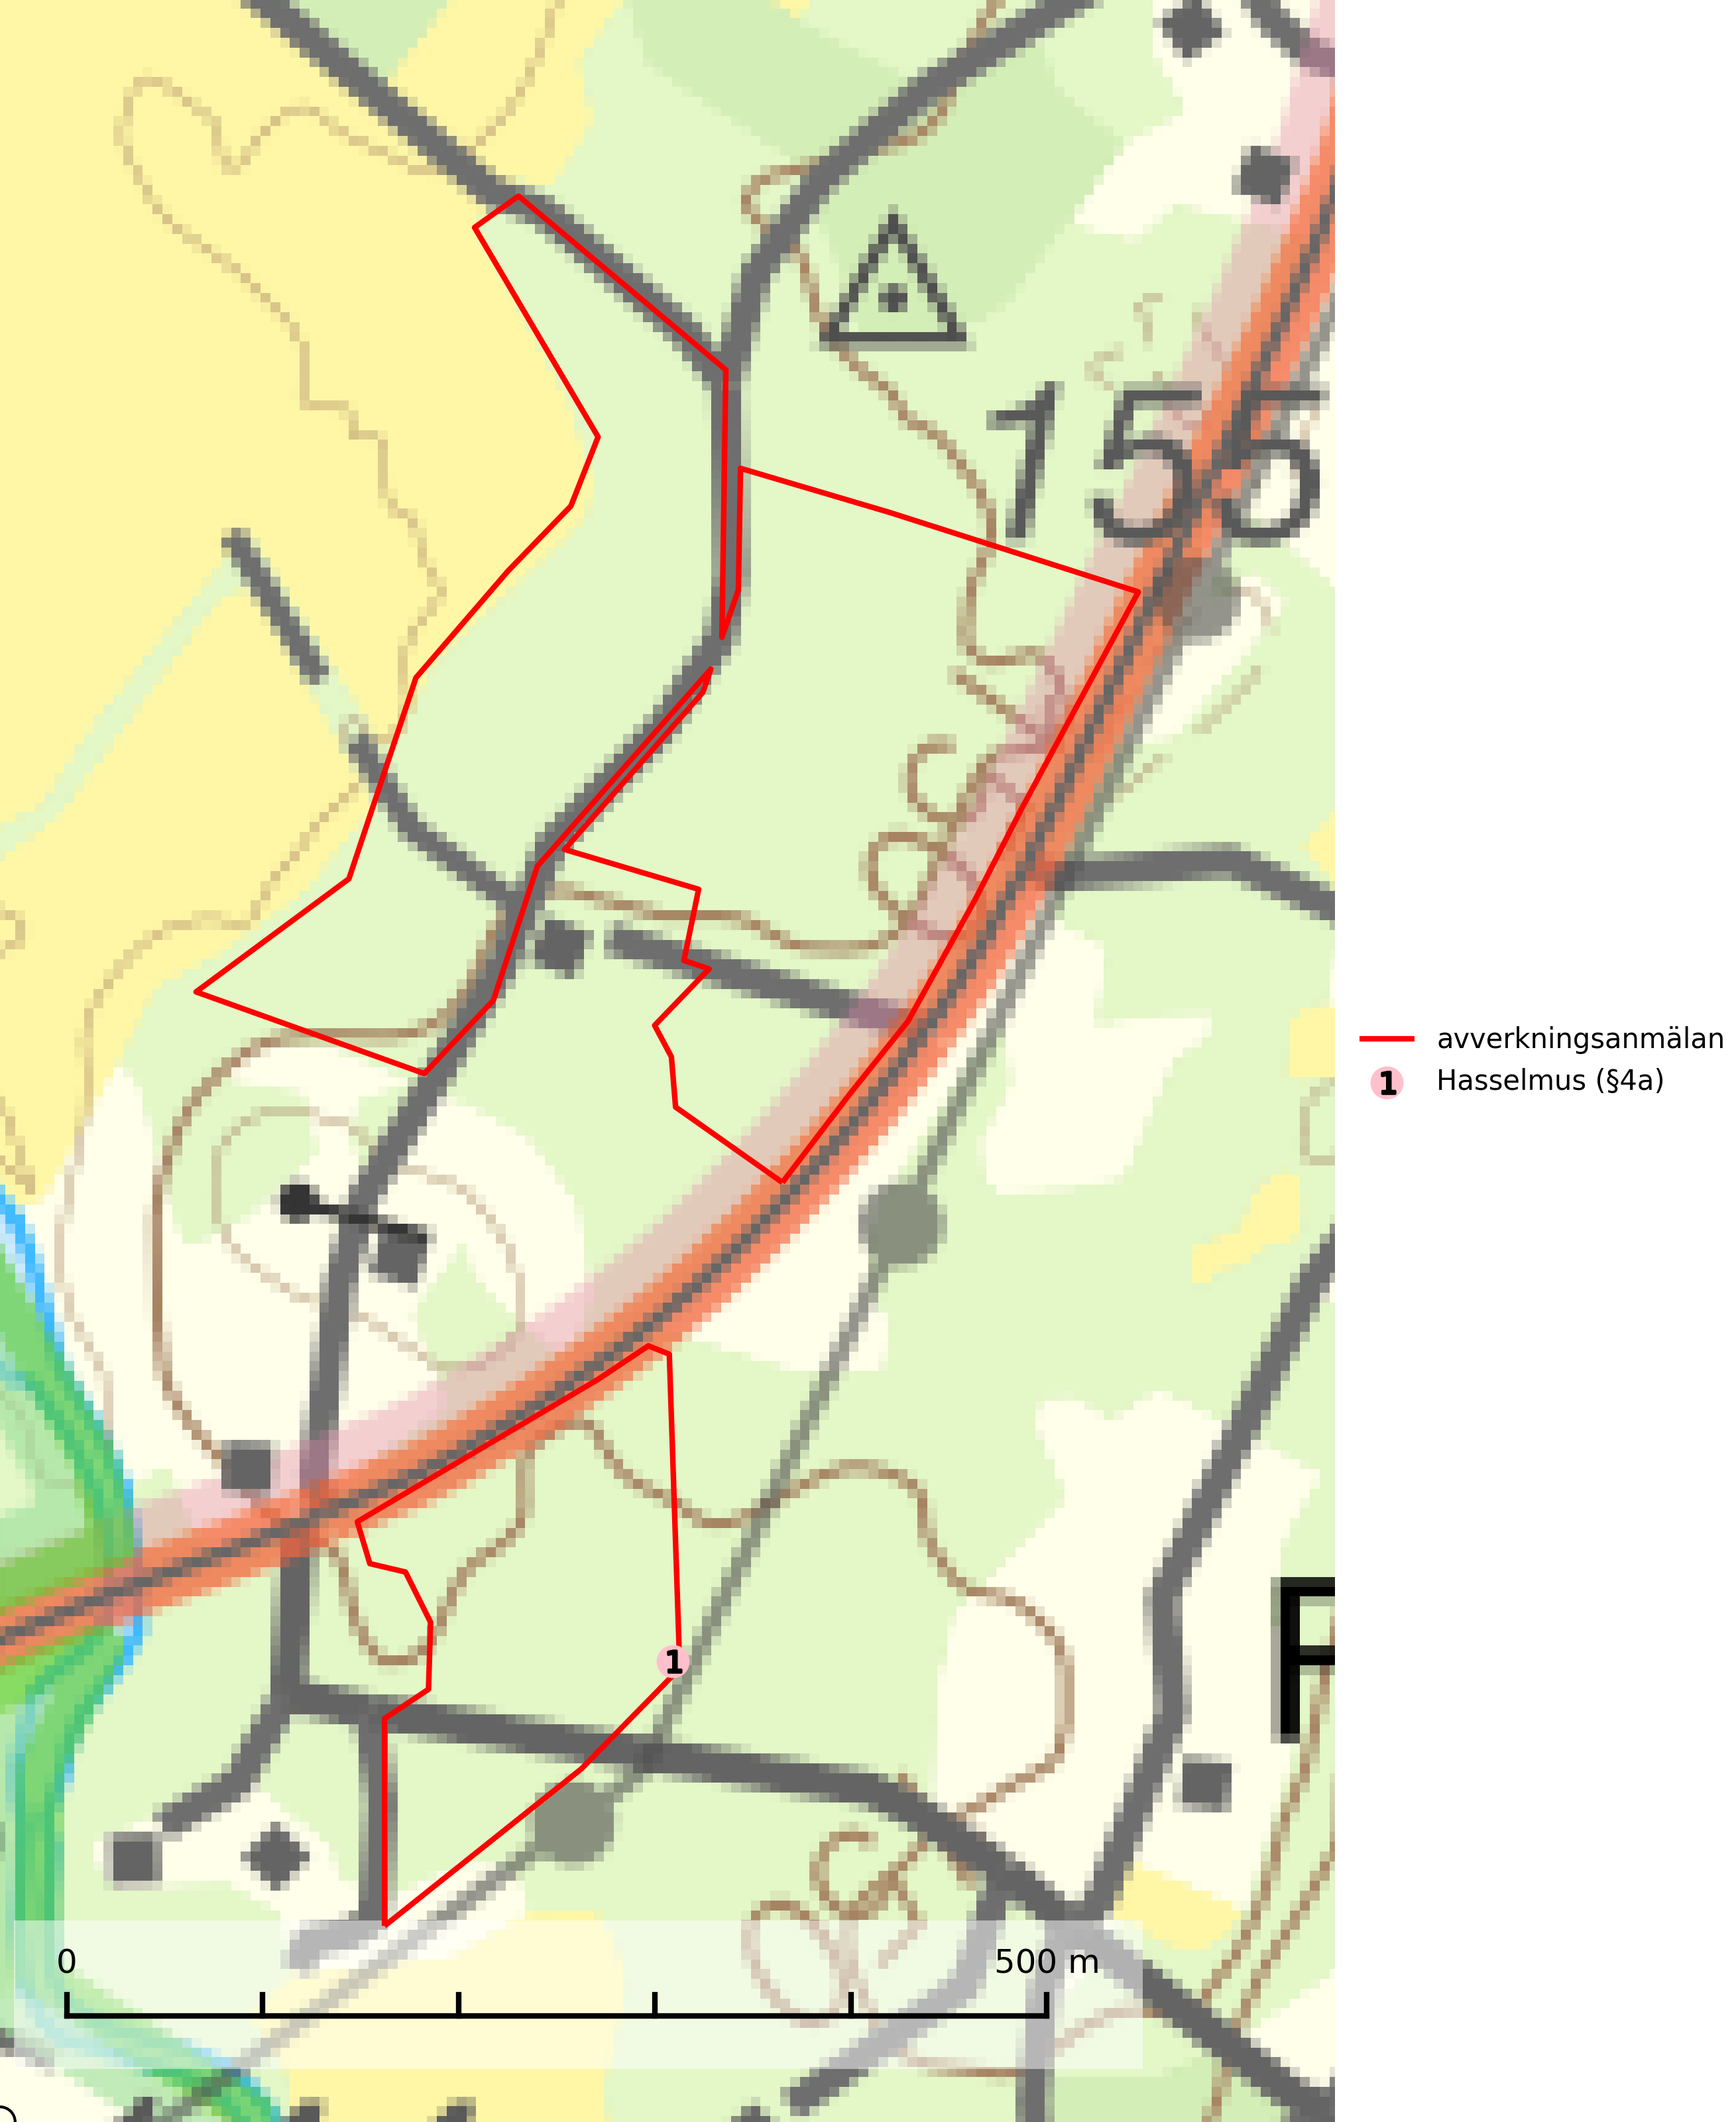 155
avverkningsanmälan
1 Hasselmus (§4a)
1
F
0 500 m